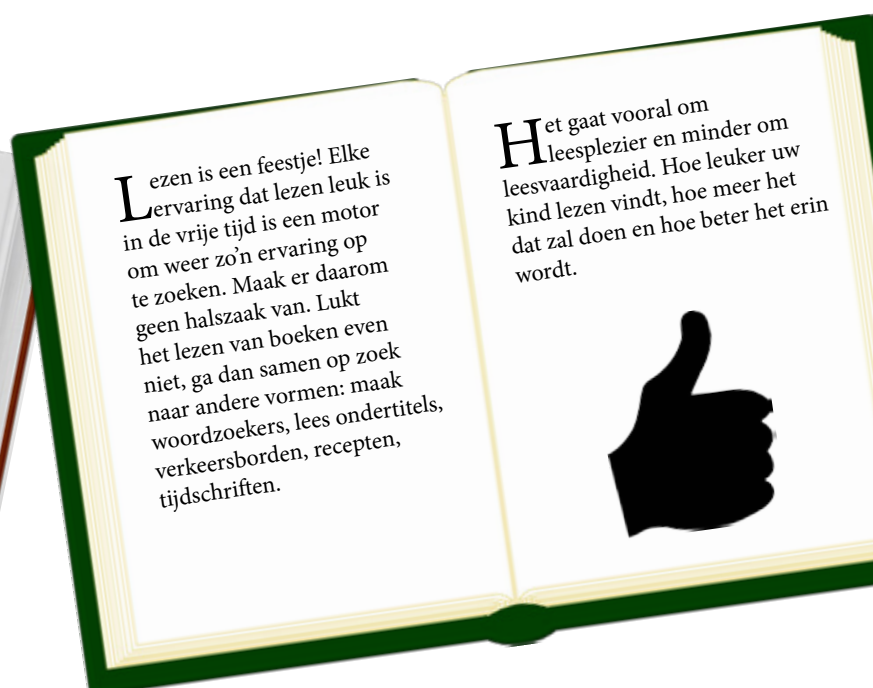 Lezen is een feestje! Elke
ervaring dat lezen leuk is
in de vrije tijd is een motor
om weer zo’n ervaring op
te zoeken. Maak er daarom
geen halszaak van. Lukt
het lezen van boeken even
niet, ga dan samen op zoek
naar andere vormen: maak
woordzoekers, lees ondertitels,
verkeersborden, recepten,
tijdschriften.
Het gaat vooral om
leesplezier en minder om
leesvaardigheid. Hoe leuker uw
kind lezen vindt, hoe meer het
dat zal doen en hoe beter het erin
wordt.